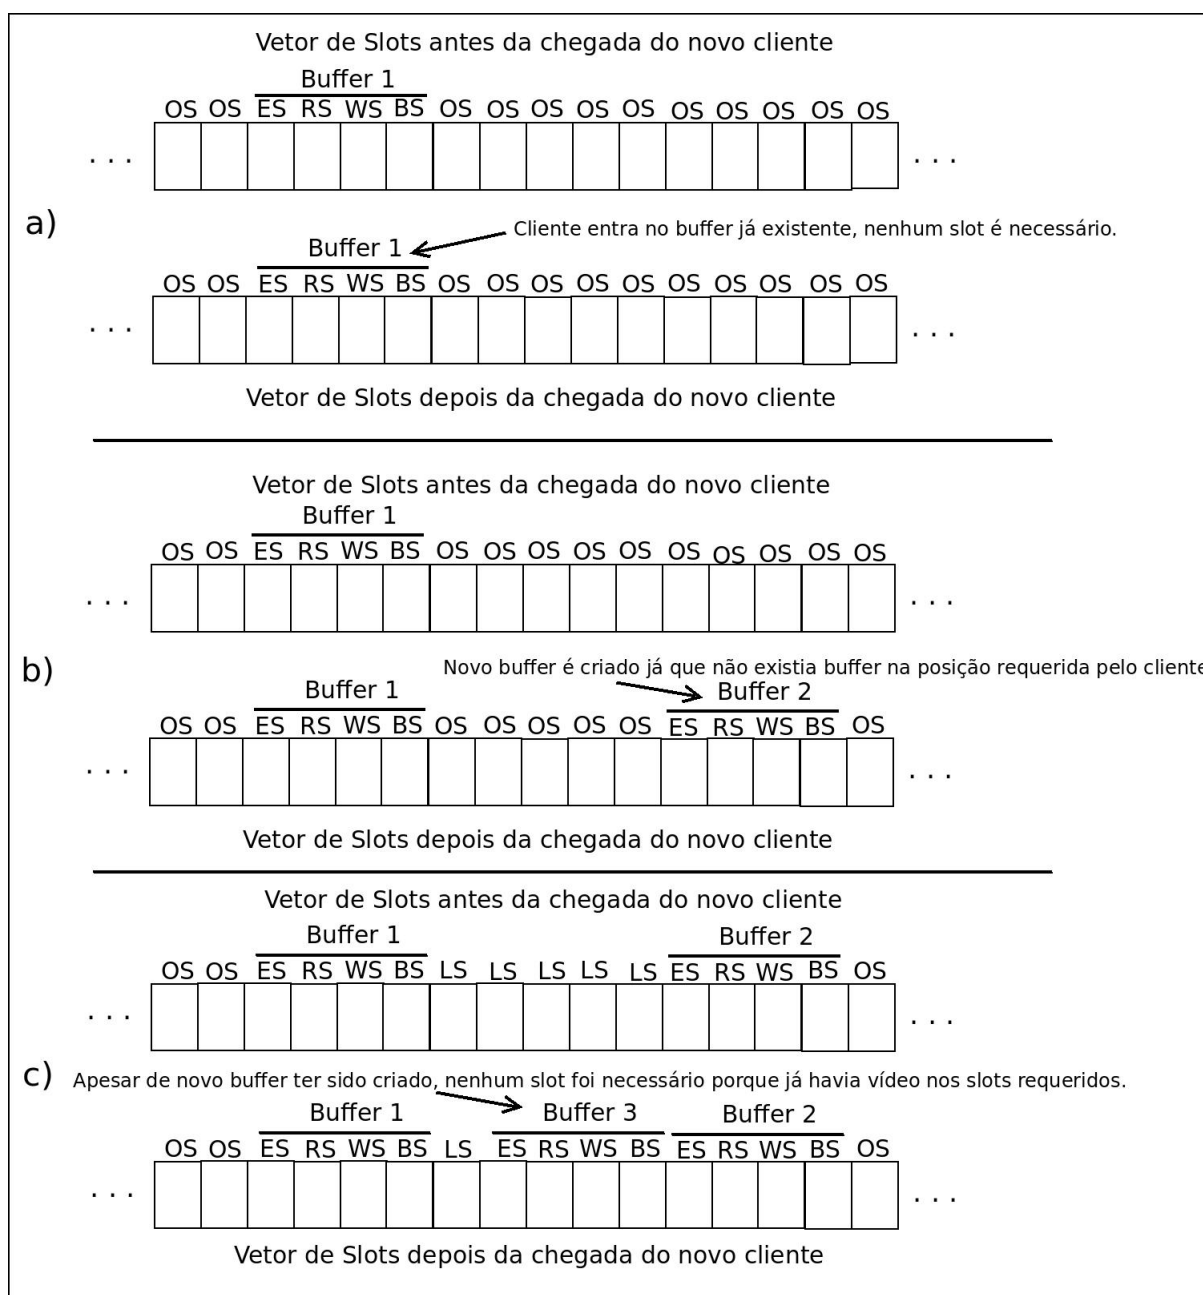 Vetor de Slots antes da chegada do novo cliente
Buffer 1
OS OS ES RS WS BS OS OS OS OS OS OS OS OS OS OS
. . . . . .
a)
Cliente entra no buffer já existente, nenhum slot é necessário.
Buffer 1
OS OS ES RS WS BS OS OS OS OS OS OS OS OS OS OS
. . . . . .
Vetor de Slots depois da chegada do novo cliente
Vetor de Slots antes da chegada do novo cliente
Buffer 1
OS OS ES RS WS BS OS OS OS OS OS OS OS OS OS OS
. . . . . .
b)
Novo buffer é criado já que não existia buffer na posição requerida pelo cliente
Buffer 1 Buffer 2
OS OS ES RS WS BS OS OS OS OS OS ES RS WS BS OS
. . . . . .
Vetor de Slots depois da chegada do novo cliente
Vetor de Slots antes da chegada do novo cliente
Buffer 1 Buffer 2
OS OS ES RS WS BS LS LS LS LS LS ES RS WS BS OS
. . . . . .
c)
Apesar de novo buffer ter sido criado, nenhum slot foi necessário porque já havia vídeo nos slots requeridos.
Buffer 1 Buffer 3 Buffer 2
OS OS ES RS WS BS LS ES RS WS BS ES RS WS BS OS
. . . . . .
Vetor de Slots depois da chegada do novo cliente